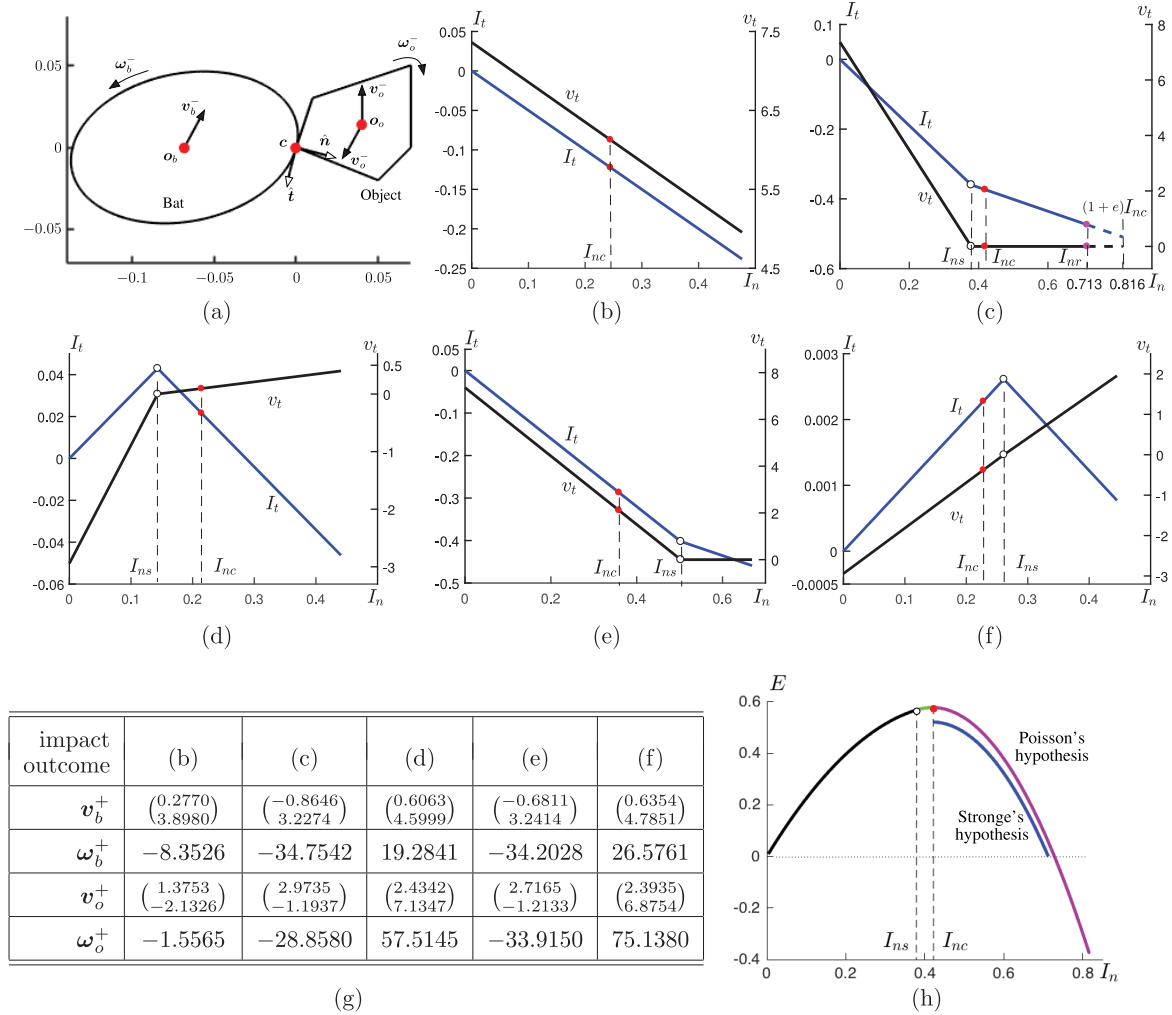 0.05
0
−0.05
−0.1
−0.05
0
0.05
ω_b^−
v_b^−
o_b
Bat
c
n̂
t̂
ω_o^−
v_o^−
o_o
v_o^−
Object
(a)
I_t
v_t
0.05
0
-0.05
-0.1
-0.15
-0.2
-0.25
7.5
6.5
5.5
4.5
v_t
I_t
I_nc
0
0.1
0.2
0.3
0.4
I_n
(b)
I_t
v_t
0.1
0
-0.2
-0.4
-0.6
8
6
4
2
0
I_t
v_t
(1 + e) I_nc
I_ns
I_nc
I_nr
0
0.2
0.4
0.6
0.713
0.816
I_n
(c)
I_t
v_t
0.04
0.02
0
-0.02
-0.04
-0.06
0.5
0
-1
-2
-3
v_t
I_t
I_ns
I_nc
0
0.1
0.2
0.3
0.4
I_n
(d)
I_t
v_t
0.05
0
-0.1
-0.2
-0.3
-0.4
-0.5
8
6
4
2
0
I_t
v_t
I_nc
I_ns
0
0.2
0.4
0.6
I_n
(e)
I_t
v_t
0.003
0.002
0.001
0
-0.0005
2
1
0
-1
-2
-3
I_t
v_t
I_nc
I_ns
0
0.1
0.2
0.3
0.4
I_n
(f)
impact outcome (b) (c) (d) (e) (f)
v_b^+ (0.2770 3.8980) (−0.8646 3.2274) (0.6063 4.5999) (−0.6811 3.2414) (0.6354 4.7851)
ω_b^+ −8.3526 −34.7542 19.2841 −34.2028 26.5761
v_o^+ (1.3753 −2.1326) (2.9735 −1.1937) (2.4342 7.1347) (2.7165 −1.2133) (2.3935 6.8754)
ω_o^+ −1.5565 −28.8580 57.5145 −33.9150 75.1380
(g)
E
0.6
0.4
0.2
0
-0.2
-0.4
Poisson's
hypothesis
Stronge's
hypothesis
I_ns
I_nc
0
0.2
0.4
0.6
0.8
I_n
(h)